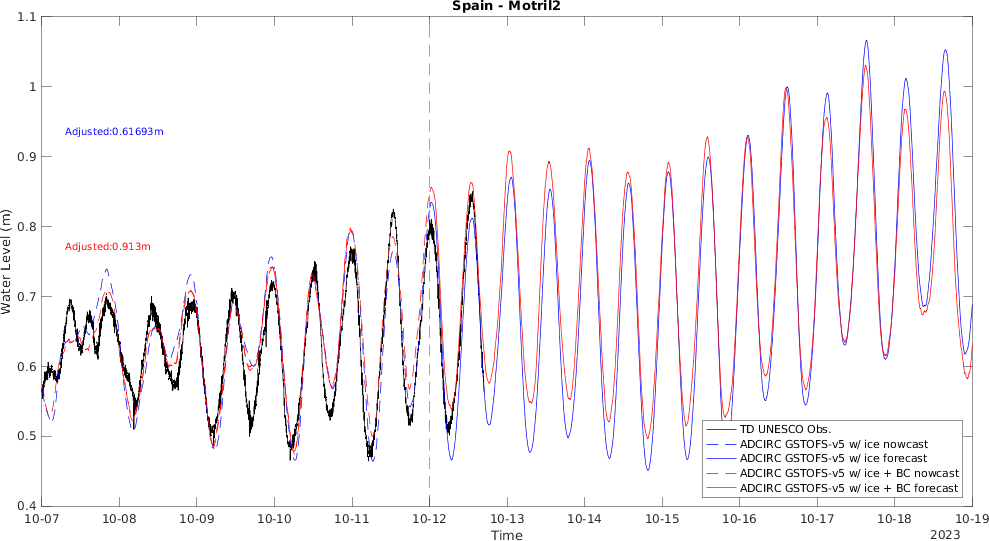 Spain - Motril2
1.1
1
0.9
0.8
0.7
0.6
0.5
0.4
Water Level (m)
Adjusted:0.61693m
Adjusted:0.913m
TD UNESCO Obs.
ADCIRC GSTOFS-v5 w/ ice nowcast
ADCIRC GSTOFS-v5 w/ ice forecast
ADCIRC GSTOFS-v5 w/ ice + BC nowcast
ADCIRC GSTOFS-v5 w/ ice + BC forecast
10-07 10-08 10-09 10-10 10-11 10-12 10-13 10-14 10-15 10-16 10-17 10-18 10-19
Time
2023